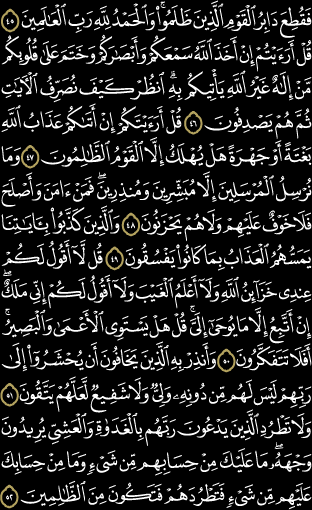 فَقُطِعَ دَابِرُ ٱلْقَوْمِ ٱلَّذِينَ ظَلَمُوا۟ ۚ وَٱلْحَمْدُ لِلَّهِ رَبِّ ٱلْعَٰلَمِينَ ٤٥
قُلْ أَرَءَيْتُمْ إِنْ أَخَذَ ٱللَّهُ سَمْعَكُمْ وَأَبْصَٰرَكُمْ وَخَتَمَ عَلَىٰ قُلُوبِكُم
مَّنْ إِلَٰهٌ غَيْرُ ٱللَّهِ يَأْتِيكُم بِهِ ۗ ٱنظُرْ كَيْفَ نُصَرِّفُ ٱلْءَايَٰتِ
ثُمَّ هُمْ يَصْدِفُونَ ٤٦ قُلْ أَرَءَيْتَكُمْ إِنْ أَتَىٰكُمْ عَذَابُ ٱللَّهِ
بَغْتَةً أَوْ جَهْرَةً هَلْ يُهْلَكُ إِلَّا ٱلْقَوْمُ ٱلظَّٰلِمُونَ ٤٧ وَمَا
نُرْسِلُ ٱلْمُرْسَلِينَ إِلَّا مُبَشِّرِينَ وَمُنذِرِينَ ۖ فَمَنْ ءَامَنَ وَأَصْلَحَ
فَلَا خَوْفٌ عَلَيْهِمْ وَلَا هُمْ يَحْزَنُونَ ٤٨ وَٱلَّذِينَ كَذَّبُوا۟ بِـَٔايَٰتِنَا
يَمَسُّهُمُ ٱلْعَذَابُ بِمَا كَانُوا۟ يَفْسُقُونَ ٤٩ قُل لَّآ أَقُولُ لَكُمْ
عِندِى خَزَآئِنُ ٱللَّهِ وَلَآ أَعْلَمُ ٱلْغَيْبَ وَلَآ أَقُولُ لَكُمْ إِنِّى مَلَكٌ ۖ
إِنْ أَتَّبِعُ إِلَّا مَا يُوحَىٰٓ إِلَىَّ ۚ قُلْ هَلْ يَسْتَوِى ٱلْأَعْمَىٰ وَٱلْبَصِيرُ ۚ
أَفَلَا تَتَفَكَّرُونَ ٥٠ وَأَنذِرْ بِهِ ٱلَّذِينَ يَخَافُونَ أَن يُحْشَرُوٓا۟ إِلَىٰ
رَبِّهِمْ ۙ لَيْسَ لَهُم مِّن دُونِهِۦ وَلِىٌّ وَلَا شَفِيعٌ لَّعَلَّهُمْ يَتَّقُونَ ٥١
وَلَا تَطْرُدِ ٱلَّذِينَ يَدْعُونَ رَبَّهُم بِٱلْغَدَوٰةِ وَٱلْعَشِىِّ يُرِيدُونَ
وَجْهَهُۥ ۖ مَا عَلَيْكَ مِنْ حِسَابِهِم مِّن شَىْءٍ وَمَا مِنْ حِسَابِكَ
عَلَيْهِم مِّن شَىْءٍ فَتَطْرُدَهُمْ فَتَكُونَ مِنَ ٱلظَّٰلِمِينَ ٥٢